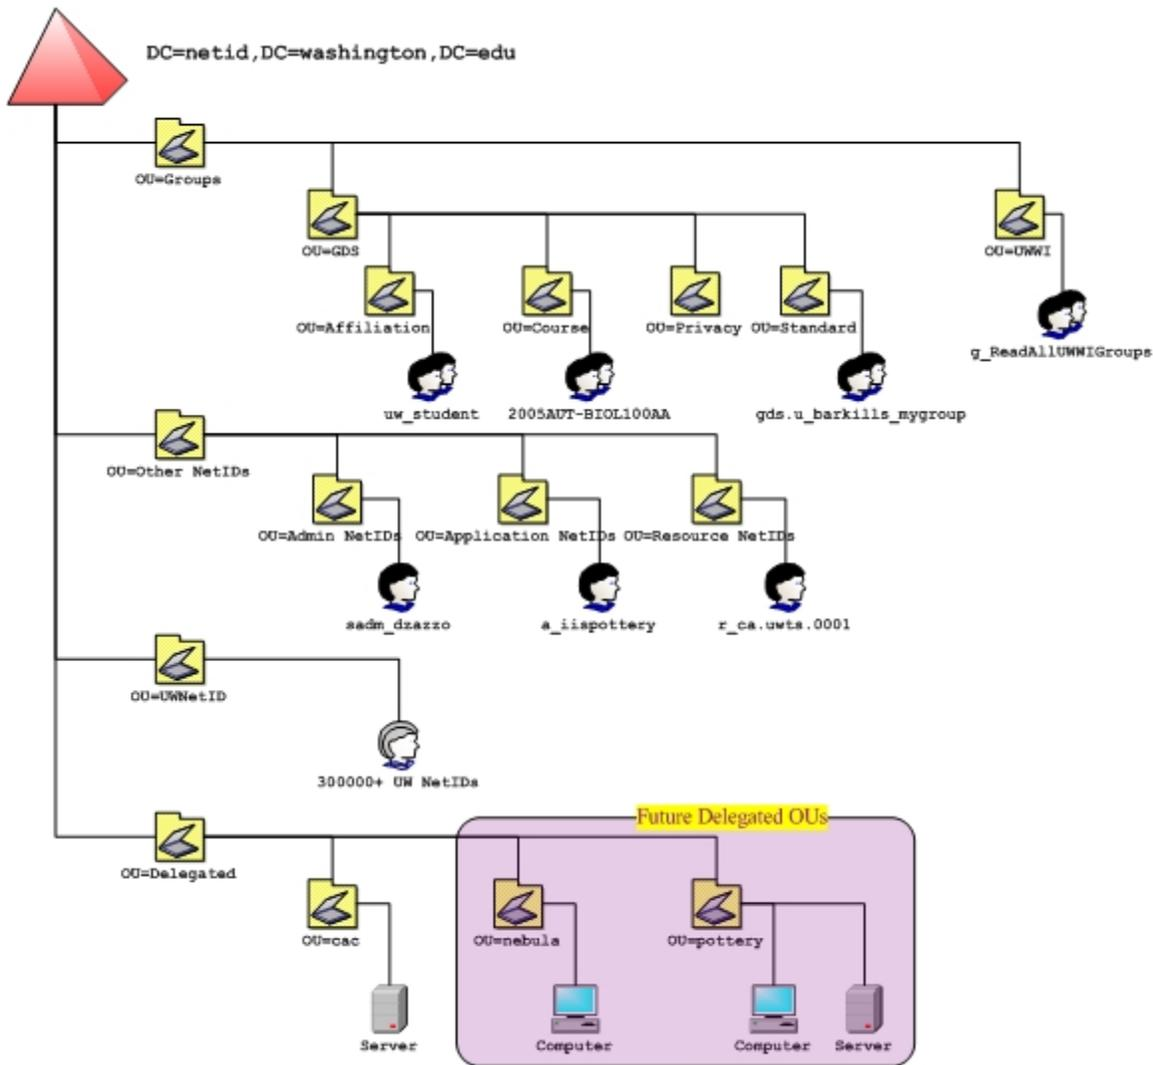 DC=netid,DC=washington,DC=edu
OU=Groups
OU=GDS
OU=UWWI
OU=Affiliation
OU=Course
OU=Privacy
OU=Standard
g_ReadAllUWWIGroups
uw_student
2005AUT-BIOL100AA
gds.u_barkills_mygroup
OU=Other NetIDs
OU=Admin NetIDs
OU=Application NetIDs
OU=Resource NetIDs
sadm_dzazzo
a_iispottery
r_ca.uwts.0001
OU=UWNetID
300000+ UW NetIDs
Future Delegated OUs
OU=Delegated
OU=cac
OU=nebula
OU=pottery
Server
Computer
Computer
Server